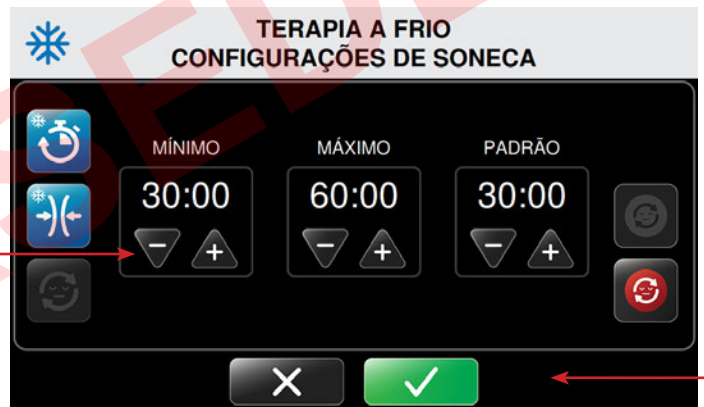 TERAPIA A FRIO
CONFIGURAÇÕES DE SONECA
MÍNIMO MÁXIMO PADRÃO
30:00 60:00 30:00
- + - + - +